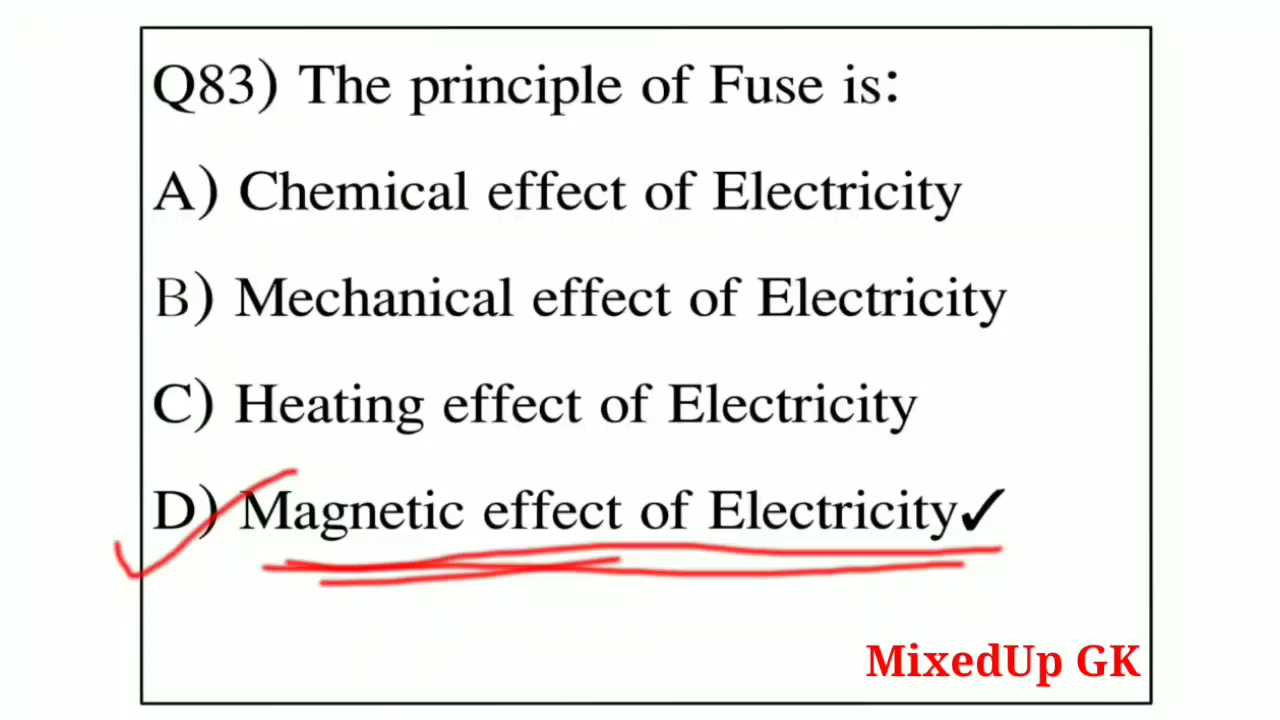 Q83) The principle of Fuse is:
A) Chemical effect of Electricity
B) Mechanical effect of Electricity
C) Heating effect of Electricity
D) Magnetic effect of Electricity✓
MixedUp GK